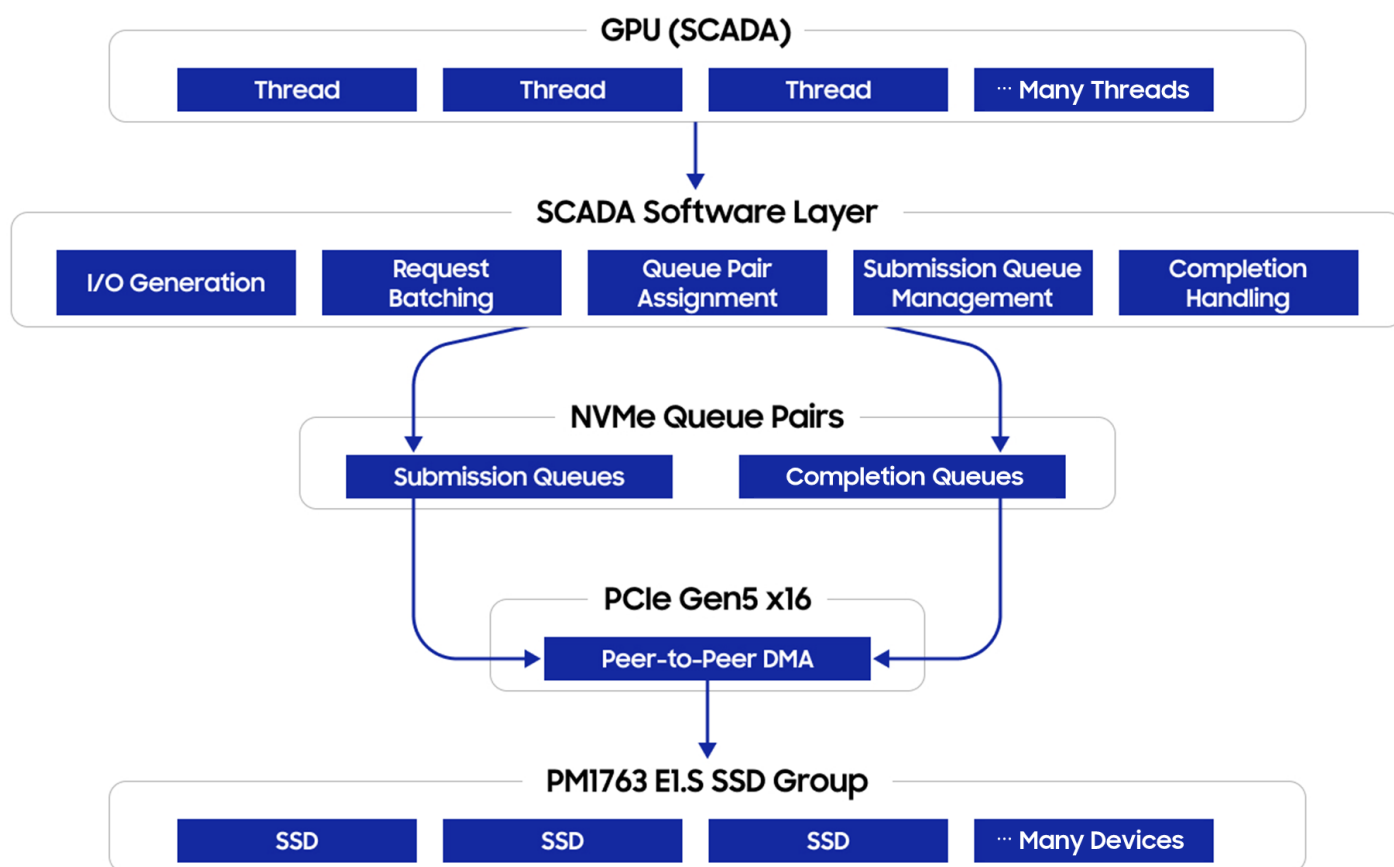 GPU (SCADA)
Thread
Thread
Thread
··· Many Threads
SCADA Software Layer
I/O Generation
Request
Batching
Queue Pair
Assignment
Submission Queue
Management
Completion
Handling
NVMe Queue Pairs
Submission Queues
Completion Queues
PCIe Gen5 x16
Peer-to-Peer DMA
PM1763 E1.S SSD Group
SSD
SSD
SSD
··· Many Devices